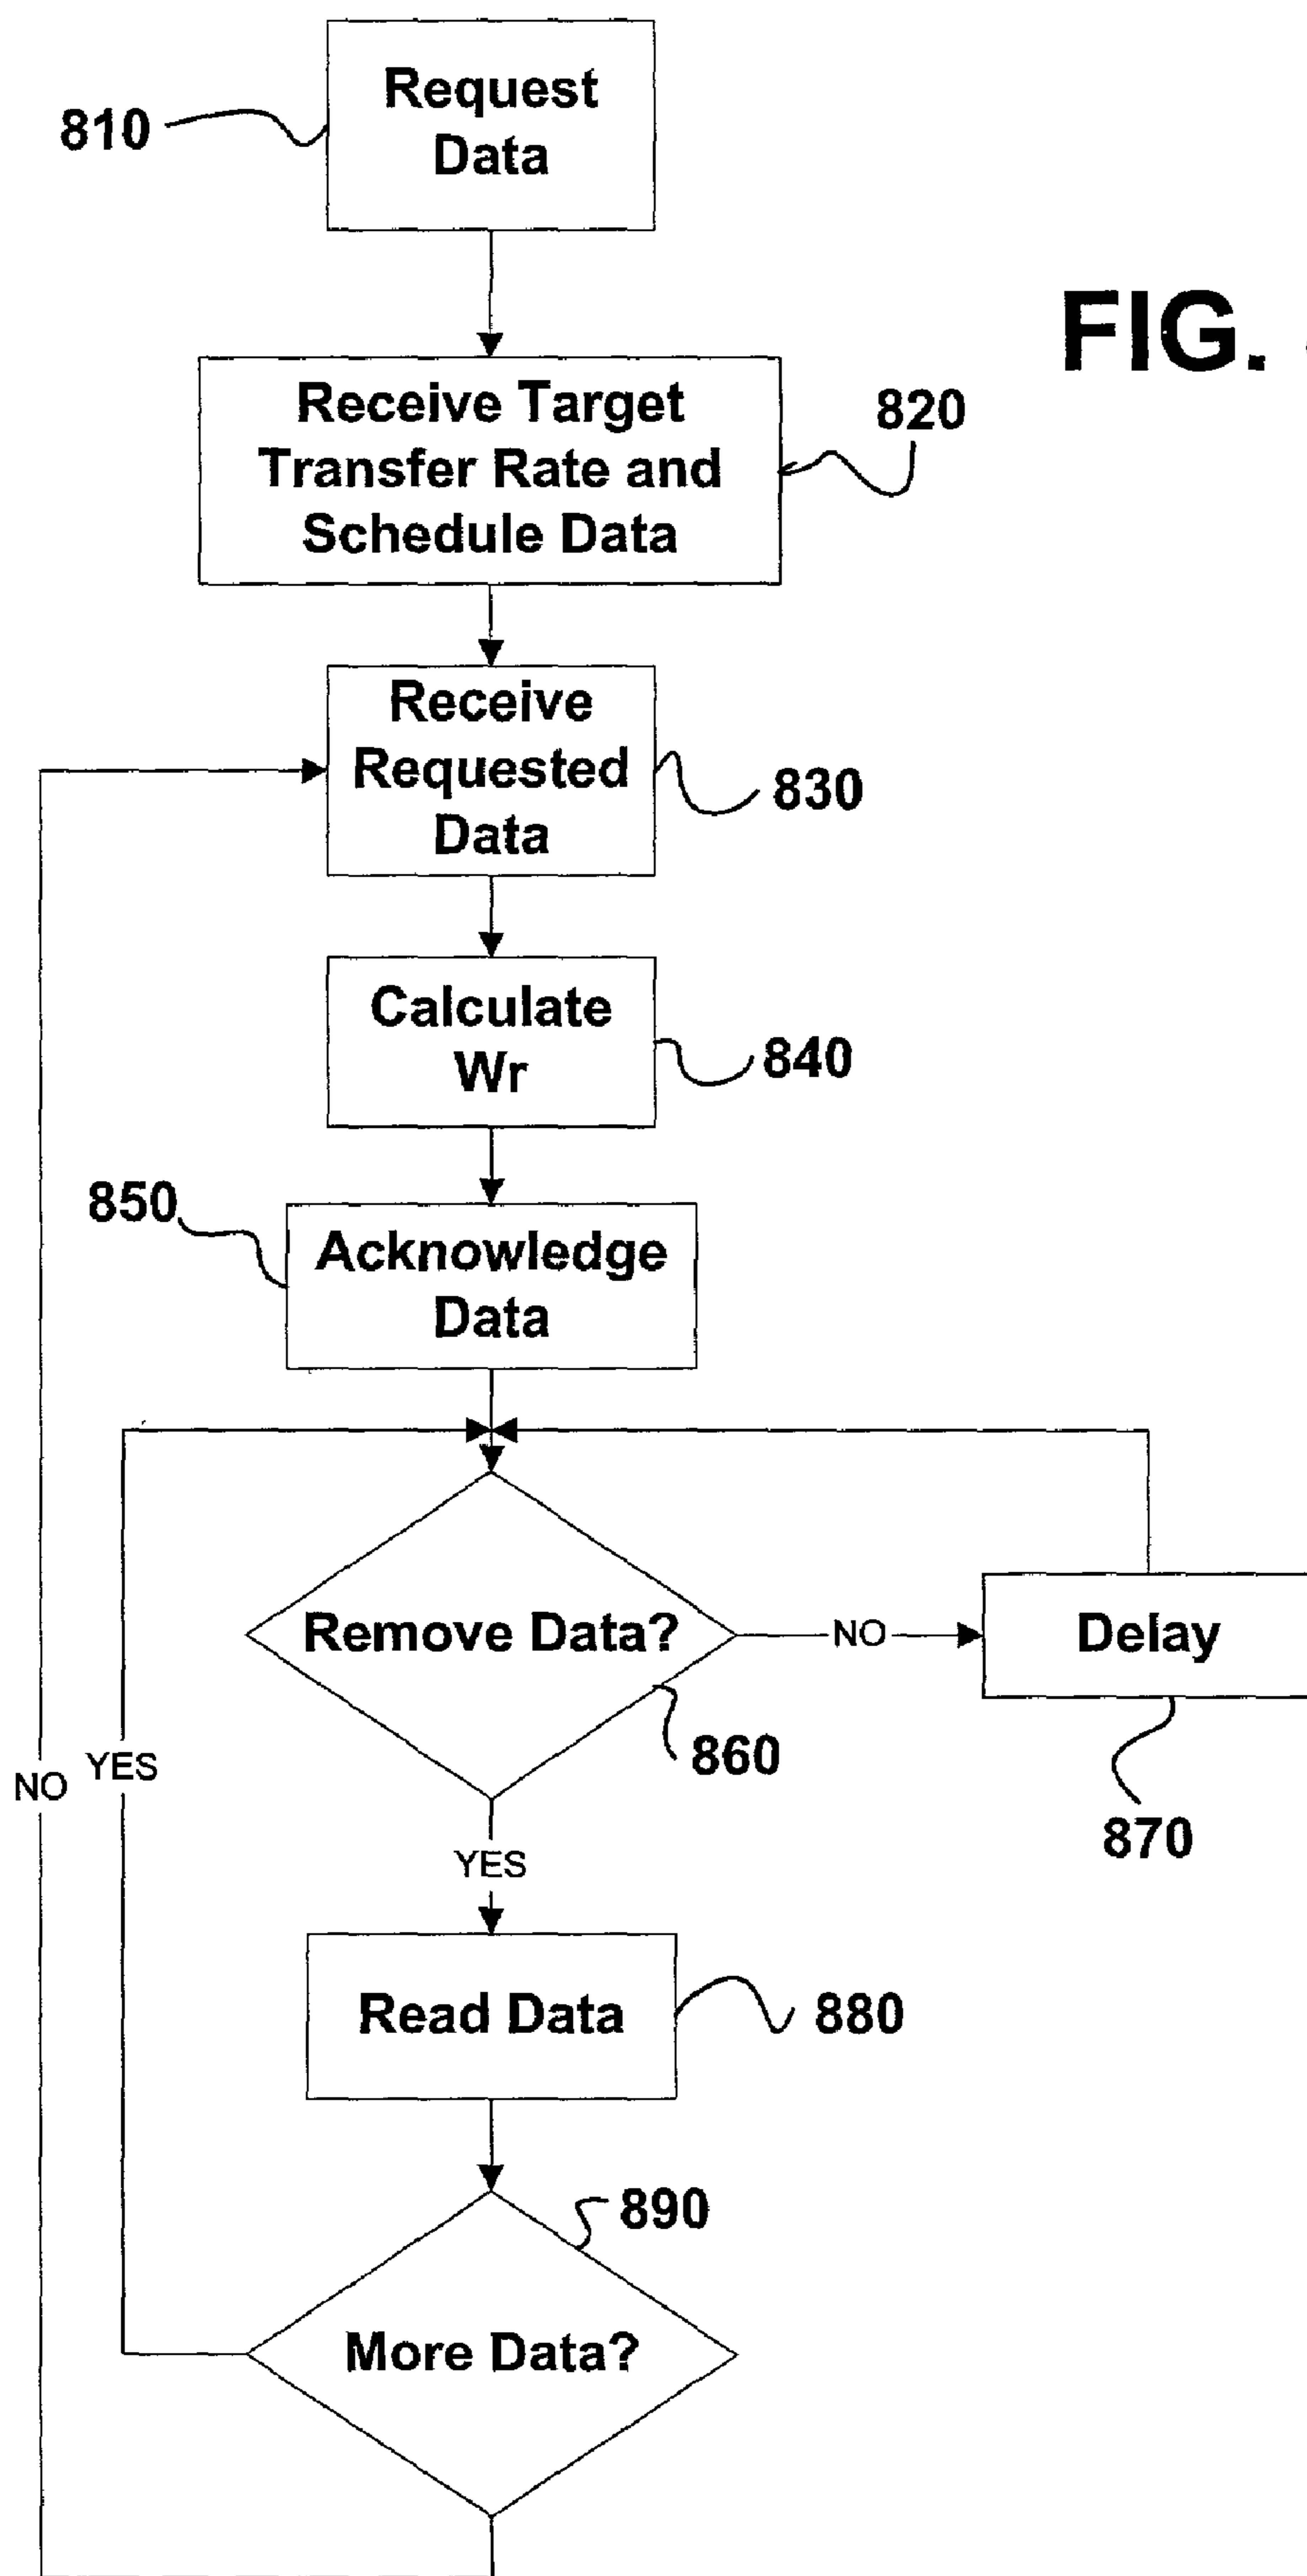 Request
Data
810
FIG.
Receive Target
Transfer Rate and
Schedule Data
820
Receive
Requested
Data
830
Calculate
Wr
840
850
Acknowledge
Data
Remove Data?
NO
Delay
860
870
NO
YES
YES
Read Data
880
890
More Data?